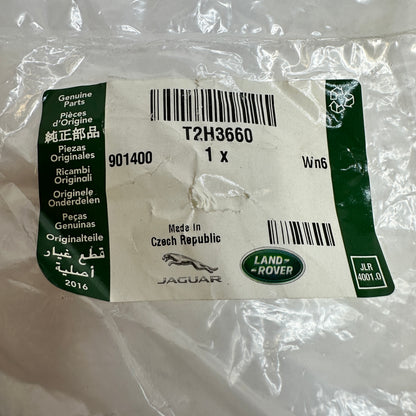 Genuine
Parts
Pièces
d'Origine
純正部品
Piezas
Originales
Ricambi
Originali
Originele
Onderdelen
Peças
Genuinas
Originalteile
قطع غيار
أصلية
2016
T2H3660
901400
1 x
Wn6
Made in
Czech Republic
JAGUAR
LAND
ROVER
JLR
4001.0